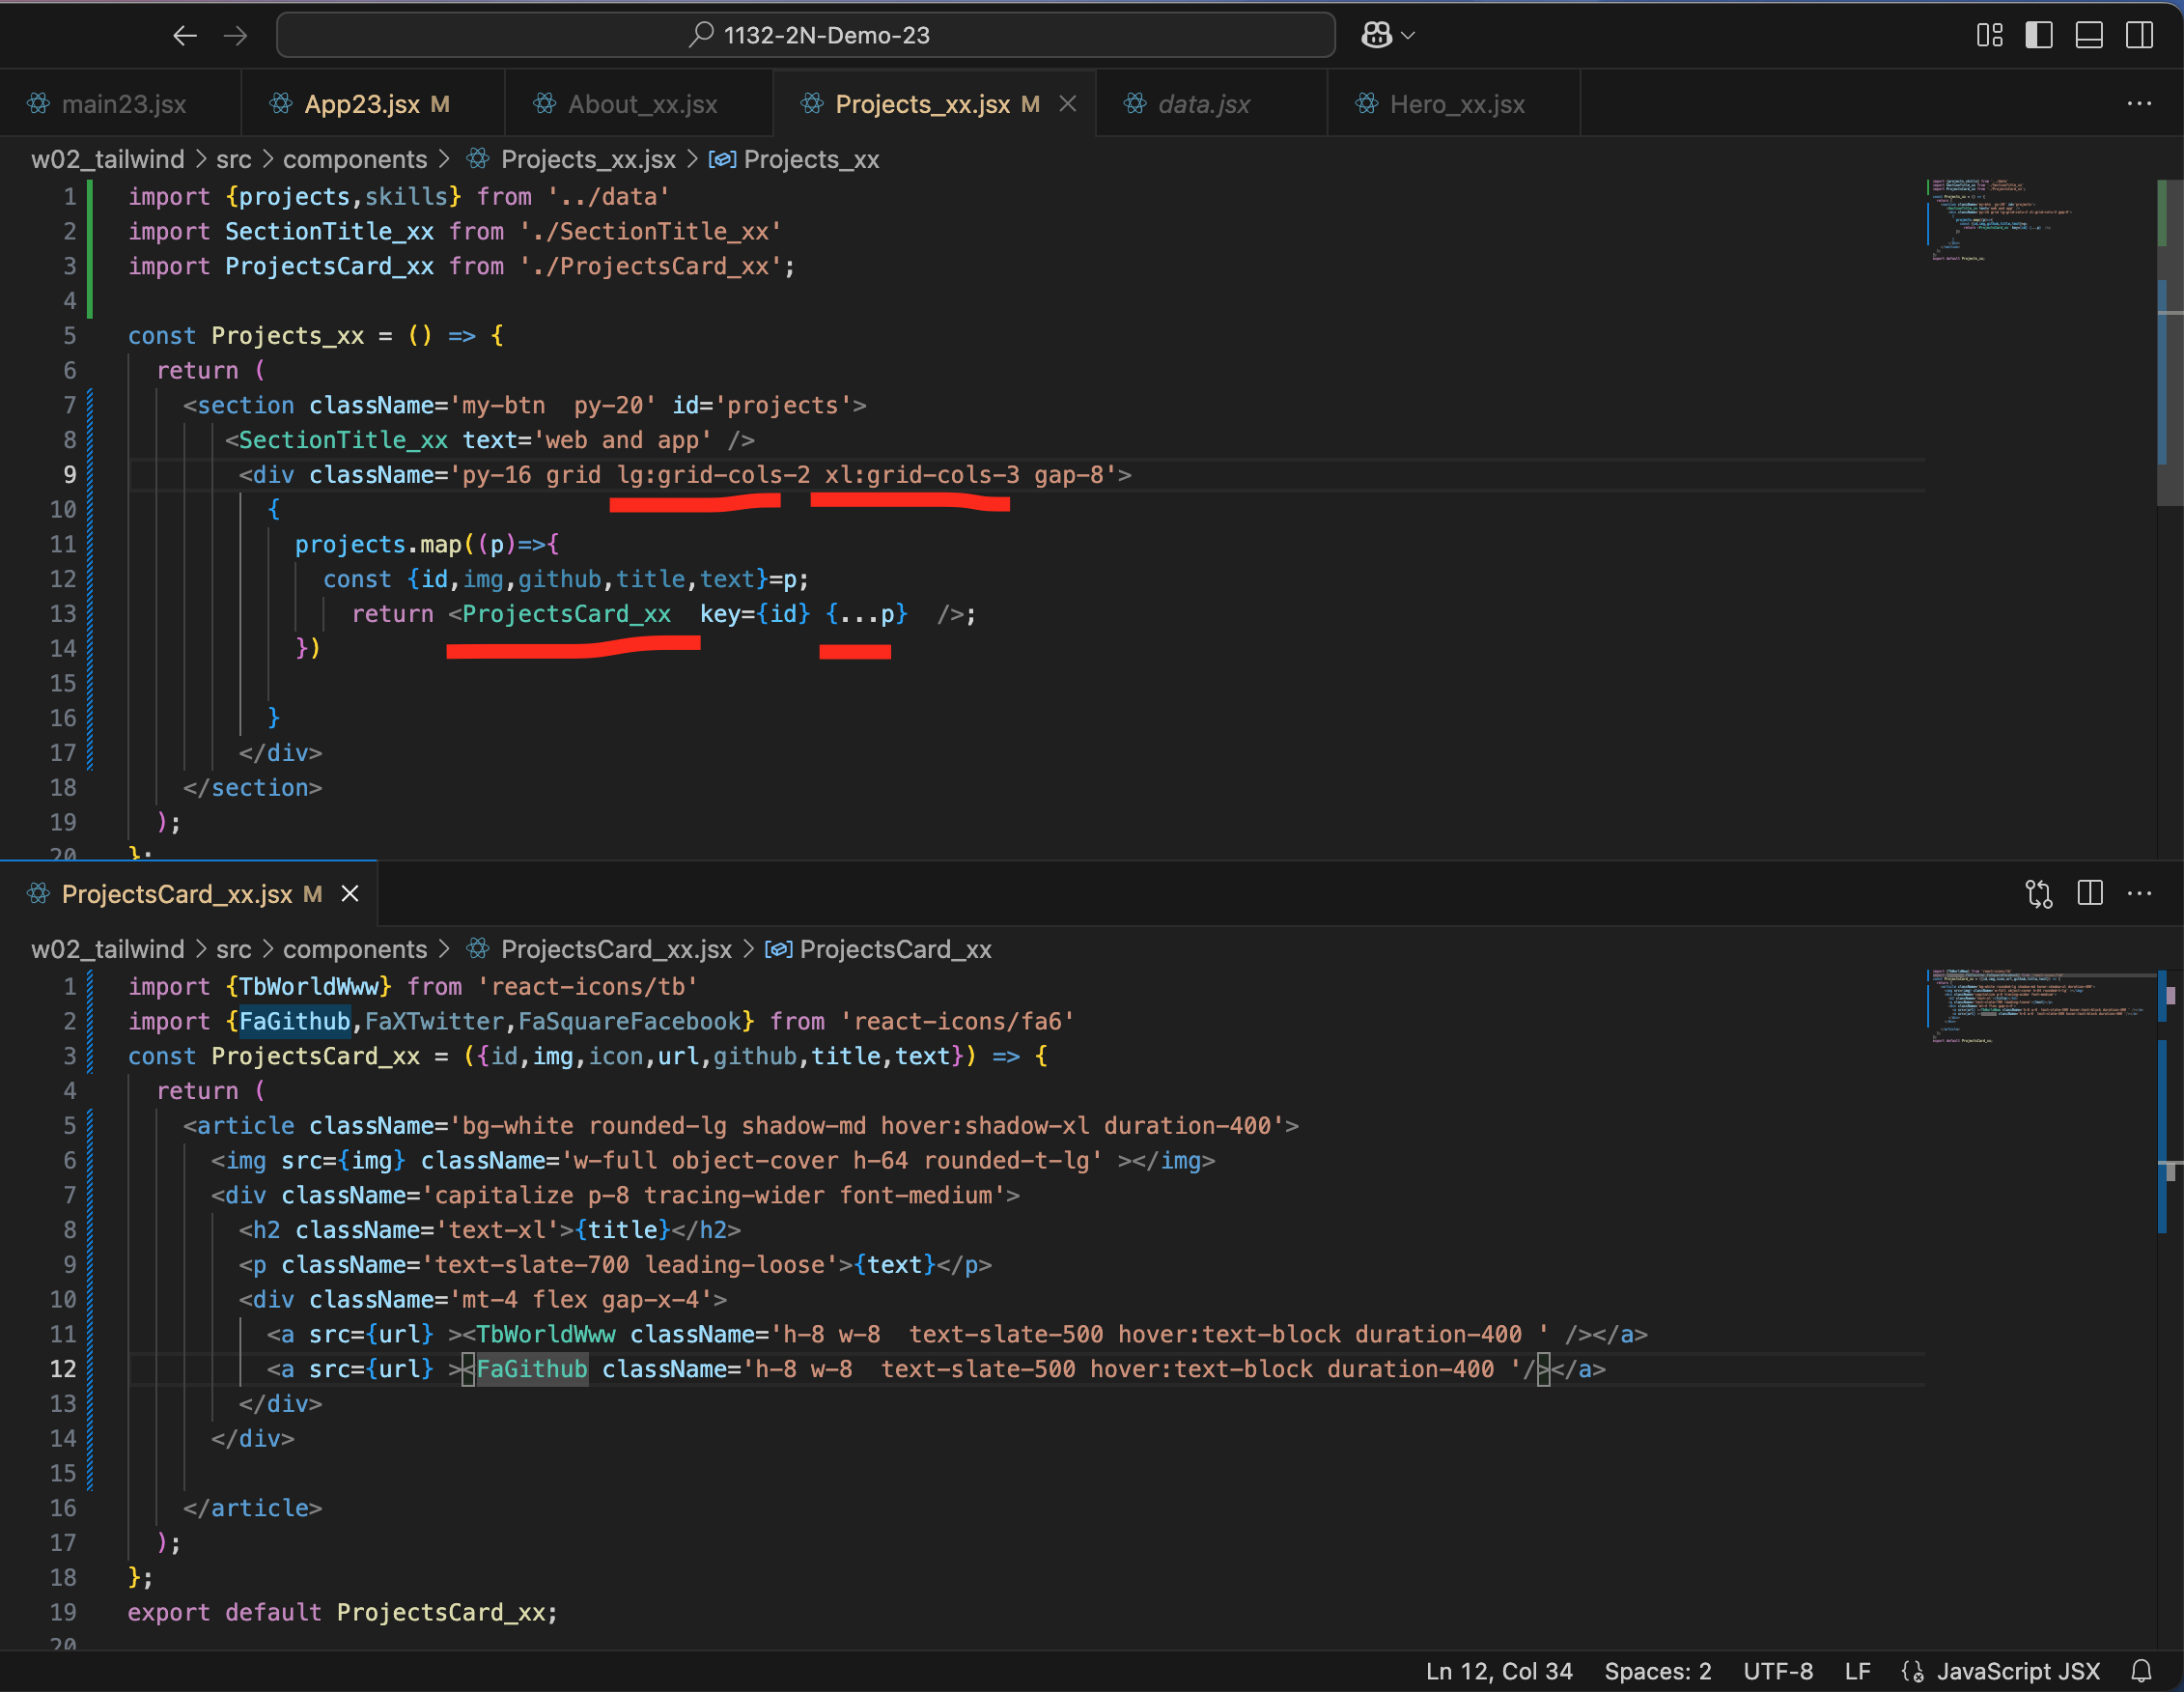 1132-2N-Demo-23
main23.jsx App23.jsx M About_xx.jsx Projects_xx.jsx M data.jsx Hero_xx.jsx
w02_tailwind > src > components > Projects_xx.jsx > Projects_xx
1 import {projects,skills} from '../data'
2 import SectionTitle_xx from './SectionTitle_xx'
3 import ProjectsCard_xx from './ProjectsCard_xx';
4
5 const Projects_xx = () => {
6 return (
7 <section className='my-btn  py-20' id='projects'>
8 <SectionTitle_xx text='web and app' />
9 <div className='py-16 grid lg:grid-cols-2 xl:grid-cols-3 gap-8'>
10 {
11 projects.map((p)=>{
12 const {id,img,github,title,text}=p;
13 return <ProjectsCard_xx  key={id} {...p}  />;
14 })
15
16 }
17 </div>
18 </section>
19 );
20 };
ProjectsCard_xx.jsx M
w02_tailwind > src > components > ProjectsCard_xx.jsx > ProjectsCard_xx
1 import {TbWorldWww} from 'react-icons/tb'
2 import {FaGithub,FaXTwitter,FaSquareFacebook} from 'react-icons/fa6'
3 const ProjectsCard_xx = ({id,img,icon,url,github,title,text}) => {
4 return (
5 <article className='bg-white rounded-lg shadow-md hover:shadow-xl duration-400'>
6 <img src={img} className='w-full object-cover h-64 rounded-t-lg' ></img>
7 <div className='capitalize p-8 tracing-wider font-medium'>
8 <h2 className='text-xl'>{title}</h2>
9 <p className='text-slate-700 leading-loose'>{text}</p>
10 <div className='mt-4 flex gap-x-4'>
11 <a src={url} ><TbWorldWww className='h-8 w-8  text-slate-500 hover:text-block duration-400 ' /></a>
12 <a src={url} ><FaGithub className='h-8 w-8  text-slate-500 hover:text-block duration-400 '/></a>
13 </div>
14 </div>
15
16 </article>
17 );
18 };
19 export default ProjectsCard_xx;
20
Ln 12, Col 34 Spaces: 2 UTF-8 LF JavaScript JSX